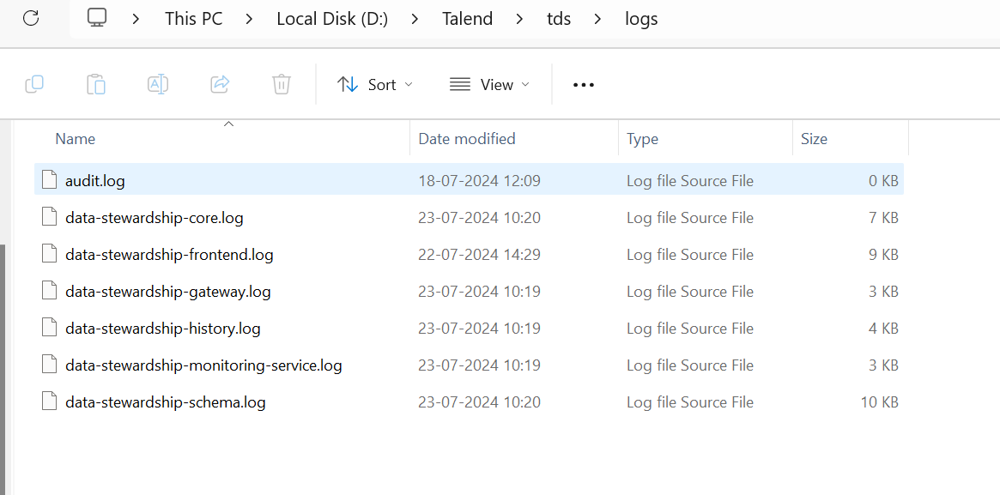 This PC > Local Disk (D:) > Talend > tds > logs
Sort View
Name Date modified Type Size
audit.log 18-07-2024 12:09 Log file Source File 0 KB
data-stewardship-core.log 23-07-2024 10:20 Log file Source File 7 KB
data-stewardship-frontend.log 22-07-2024 14:29 Log file Source File 9 KB
data-stewardship-gateway.log 23-07-2024 10:19 Log file Source File 3 KB
data-stewardship-history.log 23-07-2024 10:19 Log file Source File 4 KB
data-stewardship-monitoring-service.log 23-07-2024 10:19 Log file Source File 3 KB
data-stewardship-schema.log 23-07-2024 10:20 Log file Source File 10 KB